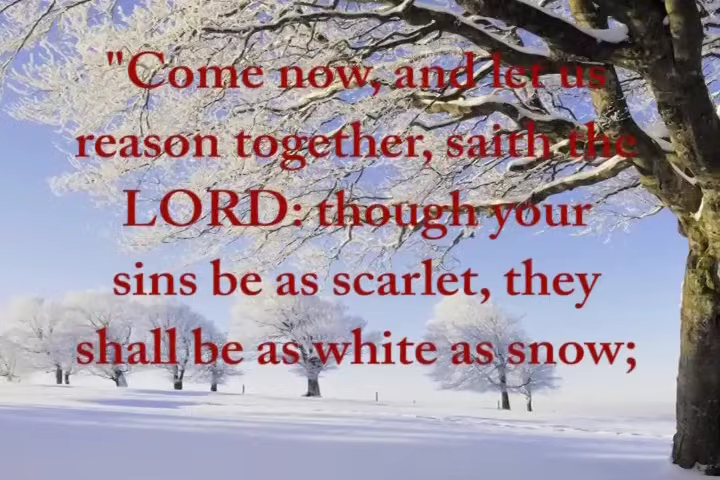 "Come now, and let us
reason together, saith the
LORD: though your
sins be as scarlet, they
shall be as white as snow;